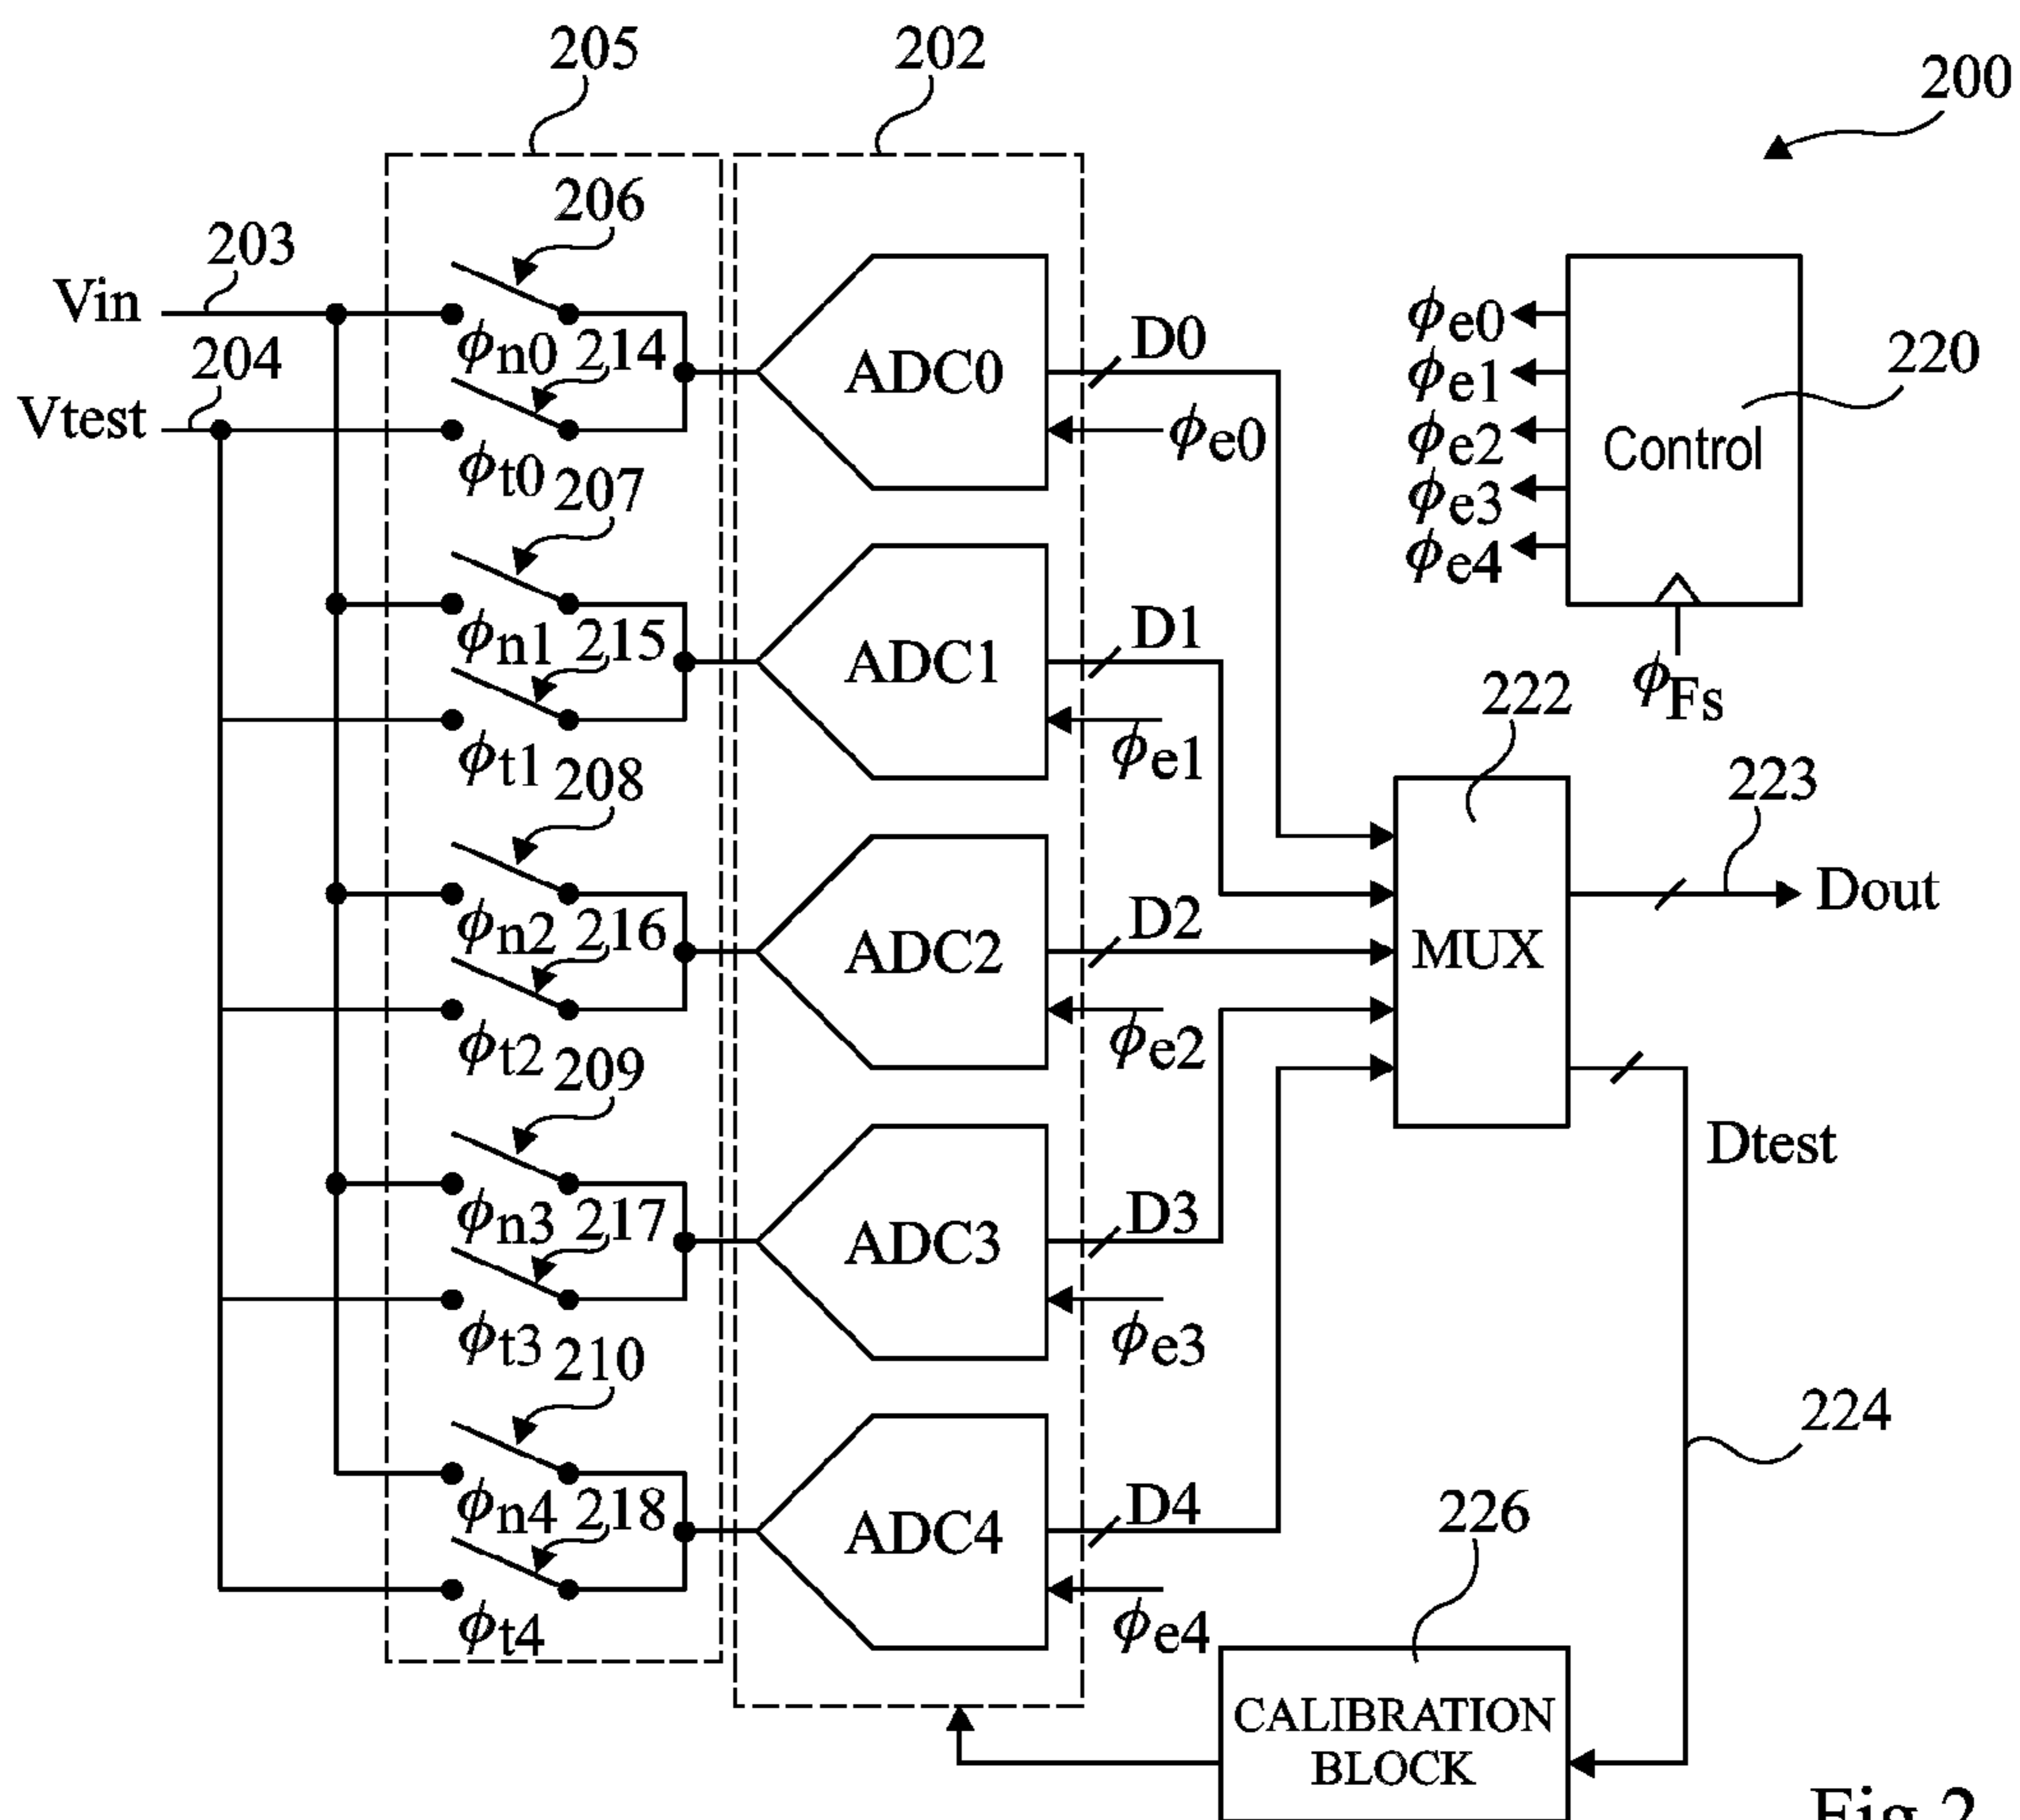 205
202
200
206
203
Vin
ϕn0
214
204
Vtest
ϕt0
ADC0
D0
ϕe0
ϕe0
ϕe1
ϕe2
ϕe3
ϕe4
Control
220
ϕFs
207
ϕn1
215
ϕt1
ADC1
D1
ϕe1
208
ϕn2
216
ϕt2
ADC2
D2
ϕe2
222
MUX
223
Dout
Dtest
209
ϕn3
217
ϕt3
ADC3
D3
ϕe3
210
ϕn4
218
ϕt4
ADC4
D4
ϕe4
224
226
CALIBRATION
BLOCK
Fig 2